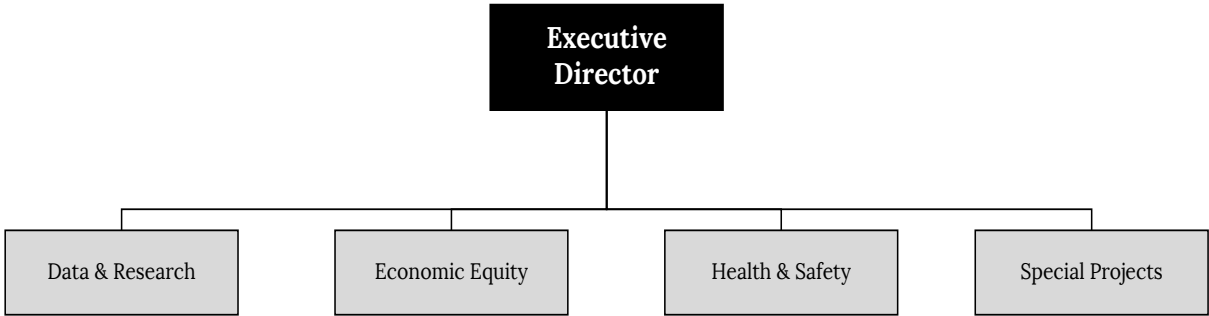 Executive
Director
Data & Research
Economic Equity
Health & Safety
Special Projects